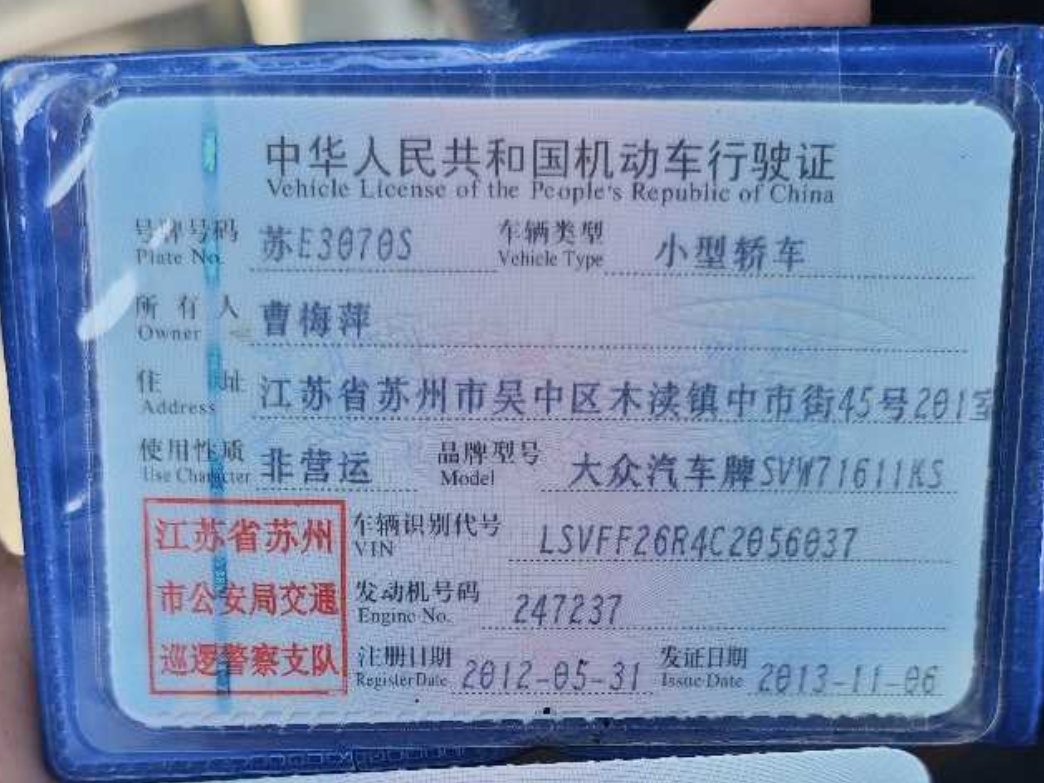 中华人民共和国机动车行驶证
Vehicle License of the People's Republic of China
号牌号码 苏E3070S 车辆类型 小型轿车
Plate No. Vehicle Type
所有人 曹梅萍
Owner
住址 江苏省苏州市吴中区木渎镇中市街45号201室
Address
使用性质 非营运 品牌型号 大众汽车牌SVW71611KS
Use Character Model
江苏省苏州 车辆识别代号 LSVFF26R4C2056037
VIN
市公安局交通 发动机号码 247237
Engine No.
巡逻警察支队 注册日期 2012-05-31 发证日期 2013-11-06
Register Date Issue Date